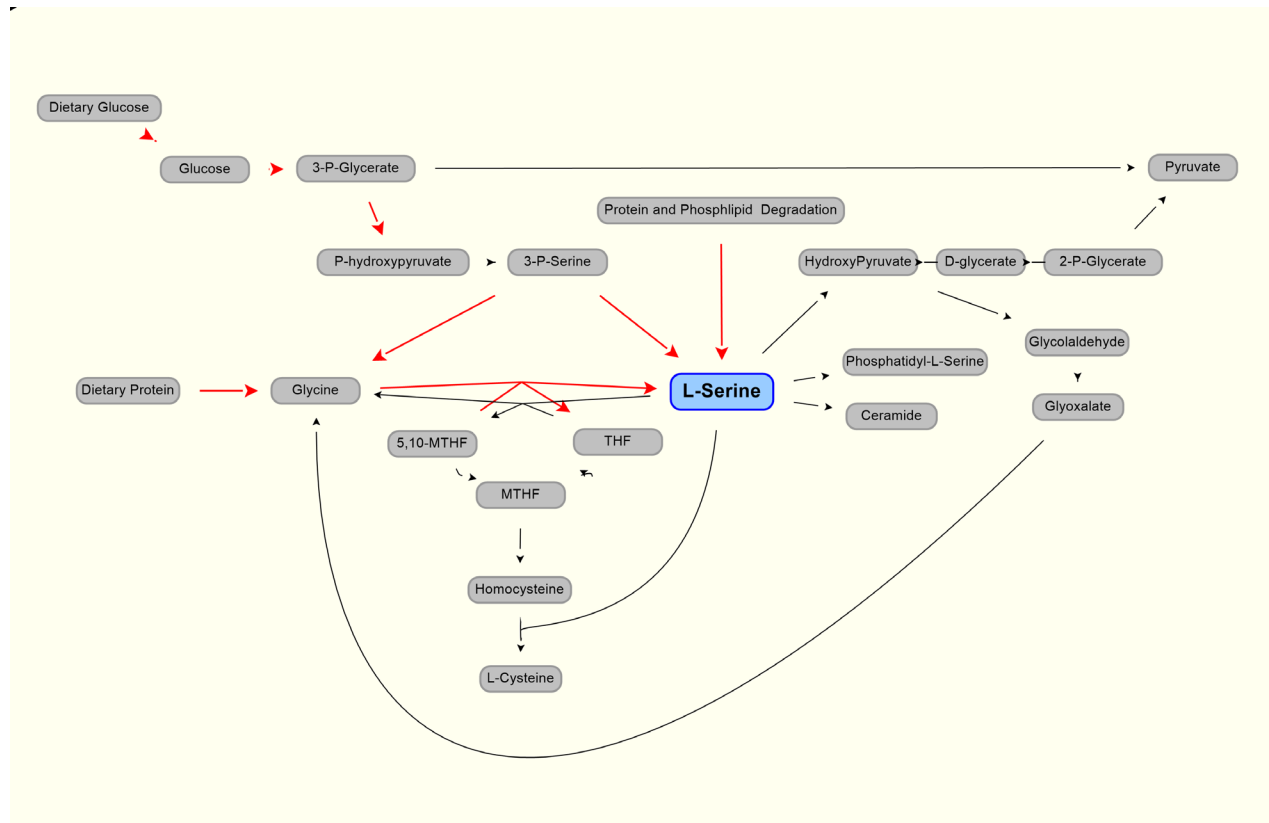 Dietary Glucose
Glucose
3-P-Glycerate
Pyruvate
Protein and Phosphlipid  Degradation
P-hydroxypyruvate
3-P-Serine
HydroxyPyruvate
D-glycerate
2-P-Glycerate
Glycolaldehyde
Phosphatidyl-L-Serine
Dietary Protein
Glycine
L-Serine
Glyoxalate
Ceramide
5,10-MTHF
THF
MTHF
Homocysteine
L-Cysteine